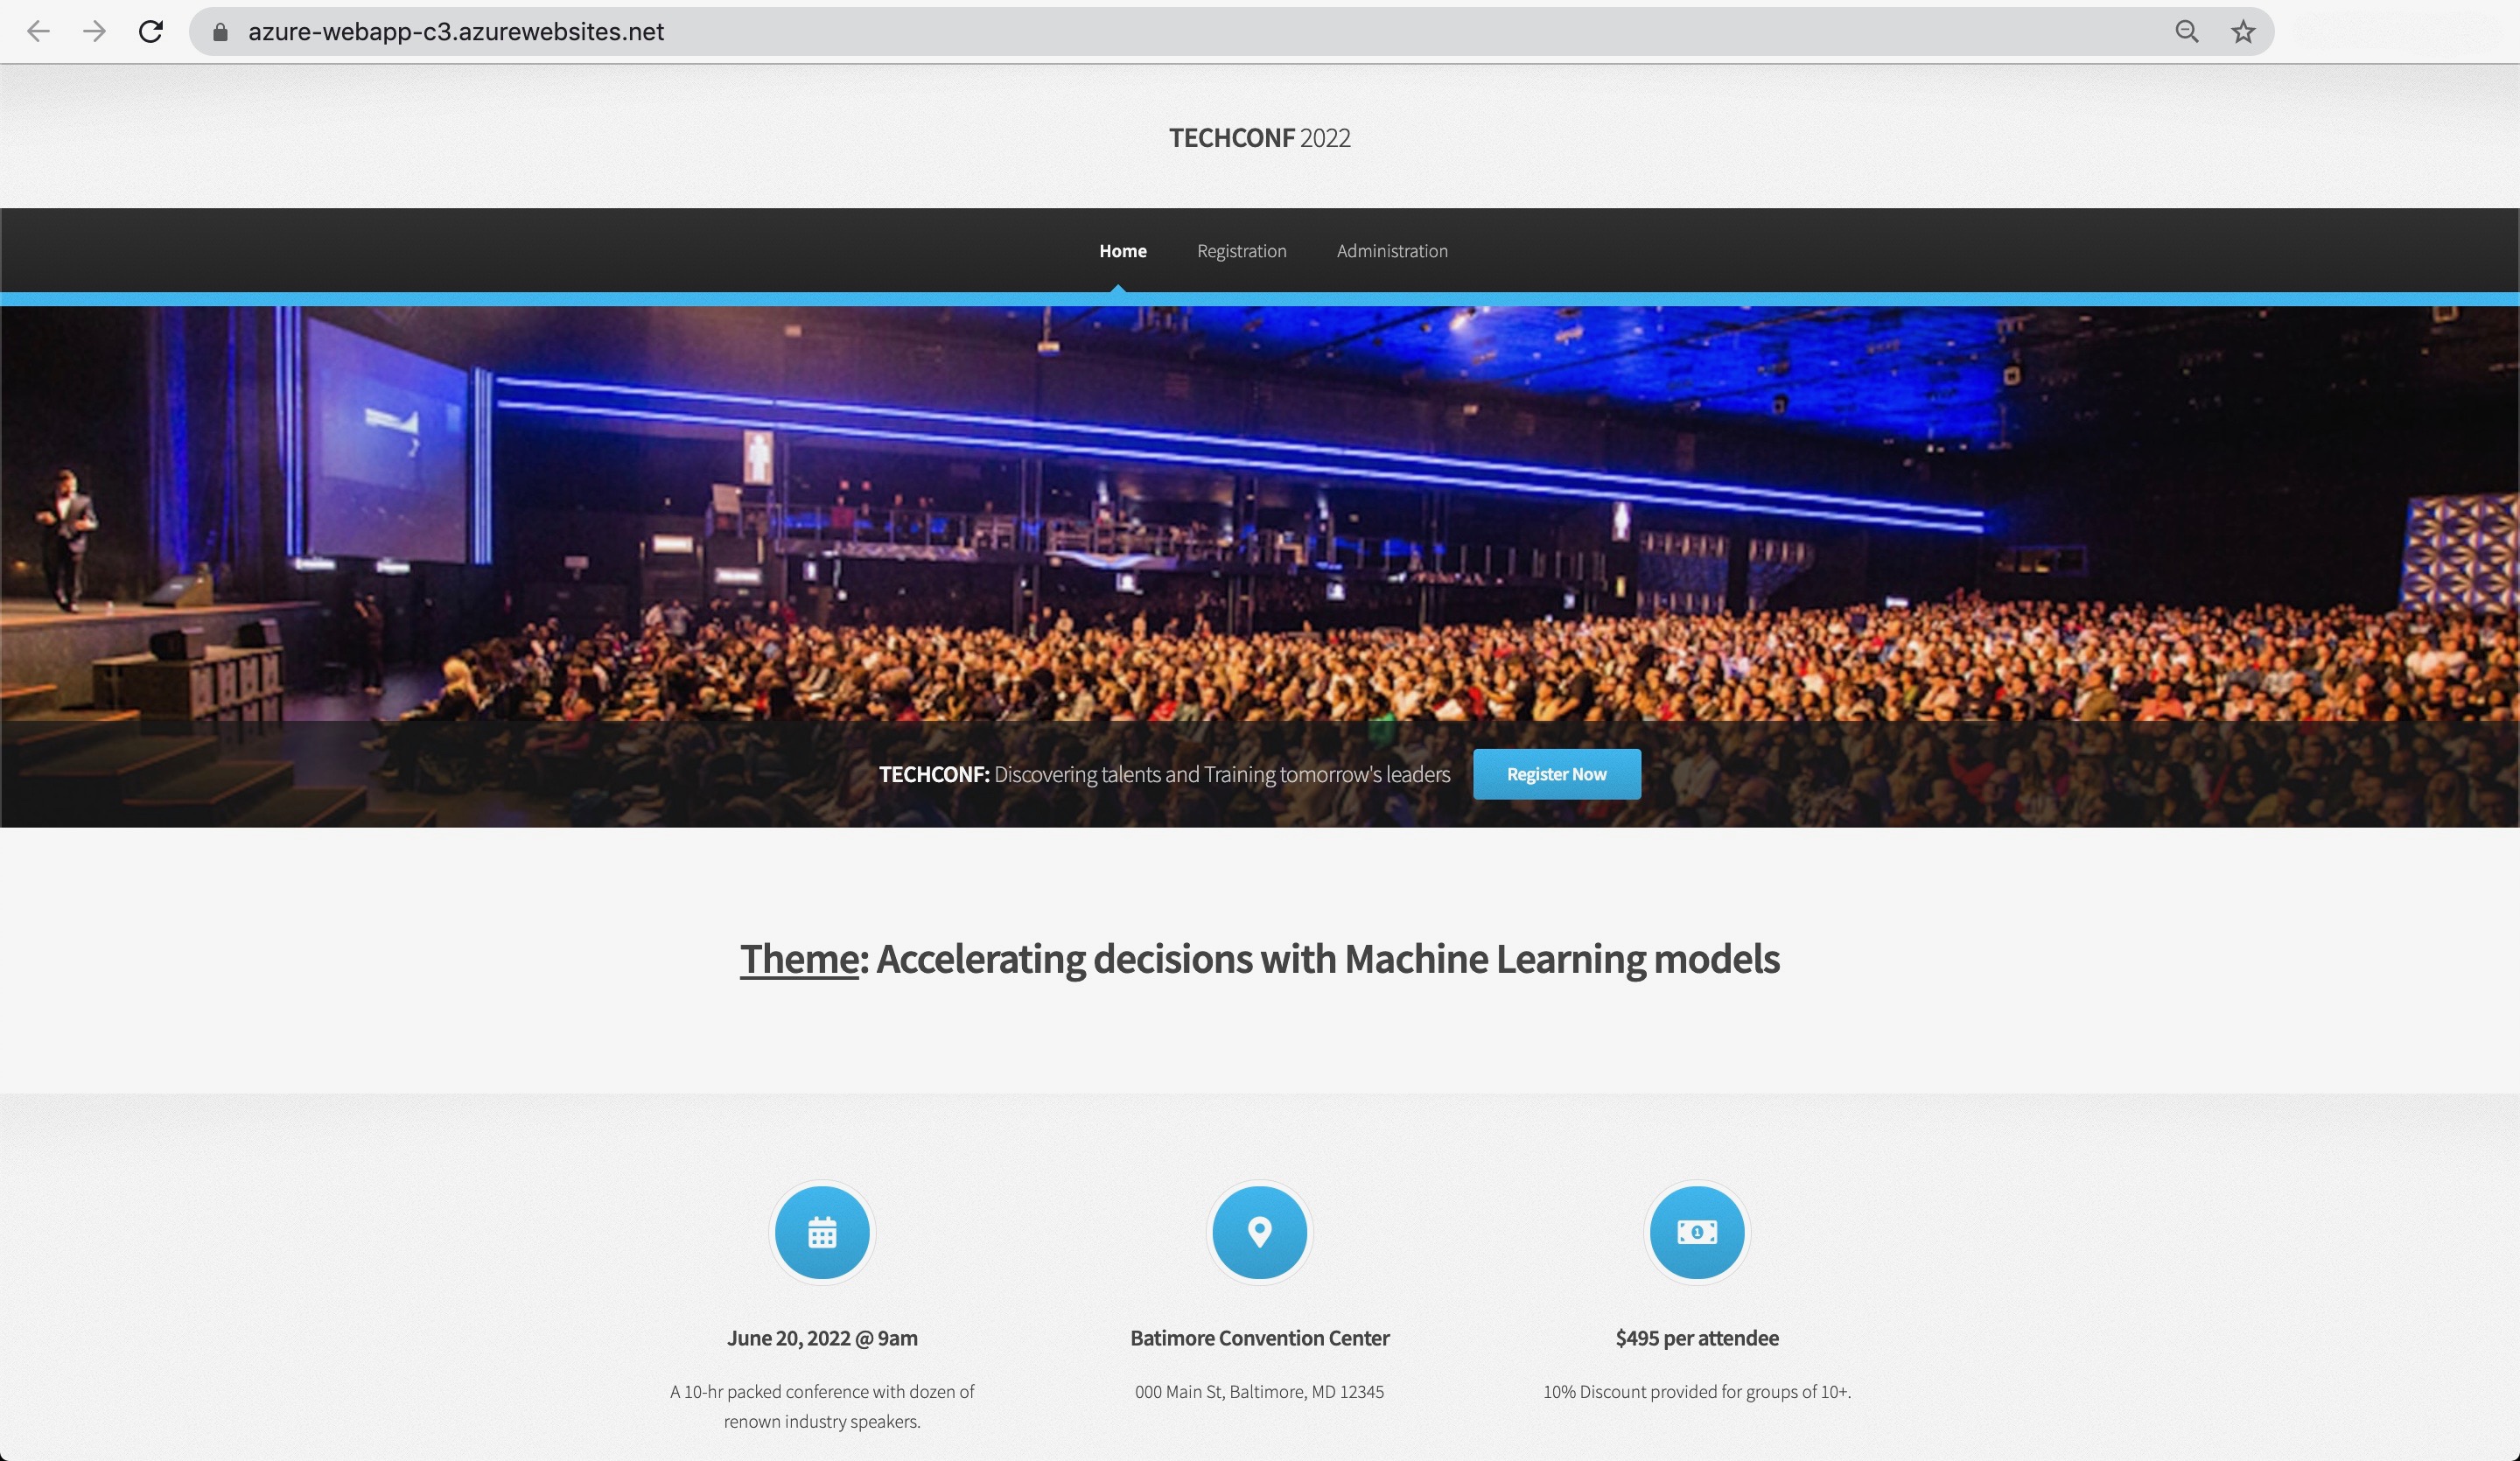 azure-webapp-c3.azurewebsites.net
TECHCONF 2022
Home Registration Administration
TECHCONF: Discovering talents and Training tomorrow's leaders Register Now
Theme: Accelerating decisions with Machine Learning models
June 20, 2022 @ 9am
A 10-hr packed conference with dozen of
renown industry speakers.
Batimore Convention Center
000 Main St, Baltimore, MD 12345
1
$495 per attendee
10% Discount provided for groups of 10+.